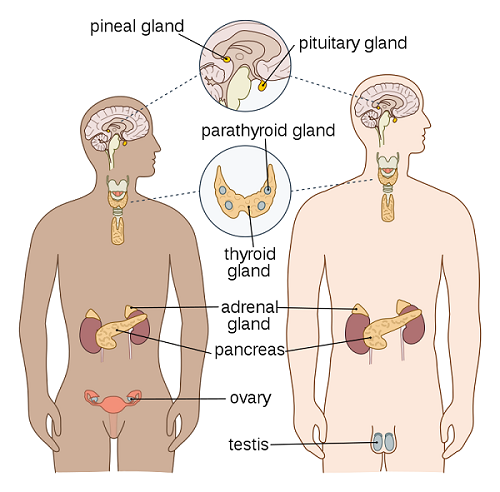 pineal gland
pituitary gland
parathyroid gland
thyroid
gland
adrenal
gland
pancreas
ovary
testis